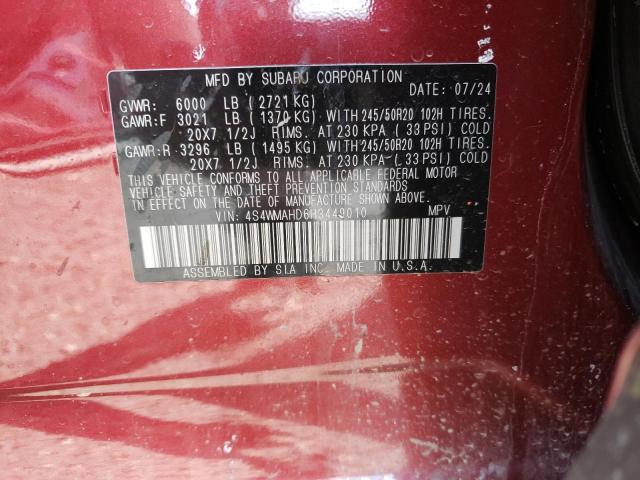 MFD BY SUBARU CORPORATION
DATE: 07/24
GVWR: 6000 LB (2721 KG)
GAWR:F 3021 LB (1370 KG) WITH 245/50R20 102H TIRES.
20X7 1/2J RIMS. AT 230 KPA (33 PSI) COLD
GAWR:R 3296 LB (1495 KG) WITH 245/50R20 102H TIRES.
20X7 1/2J RIMS. AT 230 KPA (33 PSI) COLD
THIS VEHICLE CONFORMS TO ALL APPLICABLE FEDERAL MOTOR
VEHICLE SAFETY AND THEFT PREVENTION STANDARDS
IN EFFECT ON THE DATE OF MANUFACTURE SHOWN ABOVE.
VIN: 4S4WMAHD6R3449010 MPV
ASSEMBLED BY SIA INC. MADE IN U.S.A.